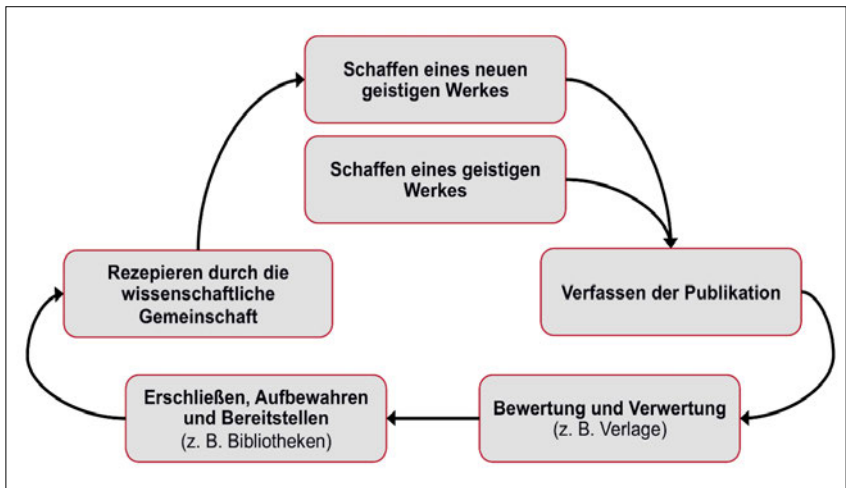 Schaffen eines neuen
geistigen Werkes
Schaffen eines geistigen
Werkes
Rezepieren durch die
wissenschaftliche
Gemeinschaft
Verfassen der Publikation
Erschließen, Aufbewahren
und Bereitstellen
(z. B. Bibliotheken)
Bewertung und Verwertung
(z. B. Verlage)